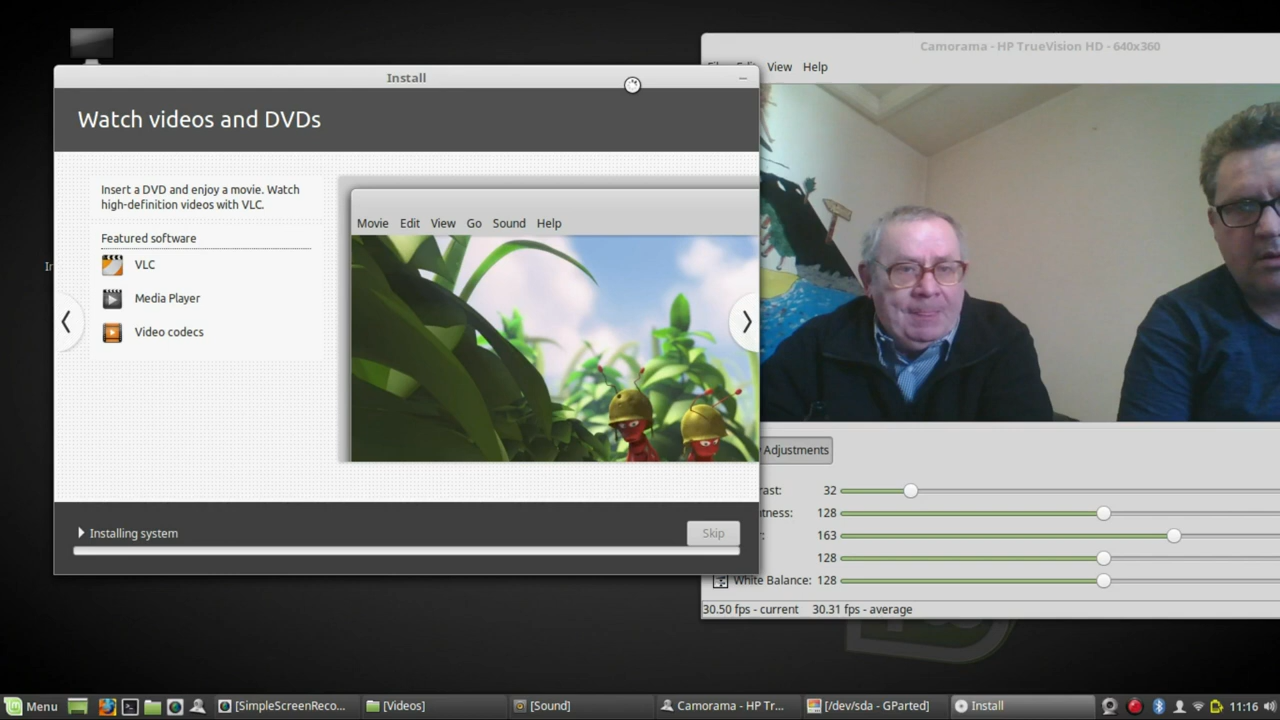 Camorama - HP TrueVision HD - 640x360
View Help
Install
Watch videos and DVDs
Insert a DVD and enjoy a movie. Watch
high-definition videos with VLC.
Featured software
VLC
Media Player
Video codecs
Movie Edit View Go Sound Help
Installing system
Skip
Adjustments
32
128
163
128
White Balance: 128
30.50 fps - current 30.31 fps - average
Menu
[SimpleScreenReco...
[Videos]
[Sound]
Camorama - HP Tr...
[/dev/sda - GParted]
Install
11:16